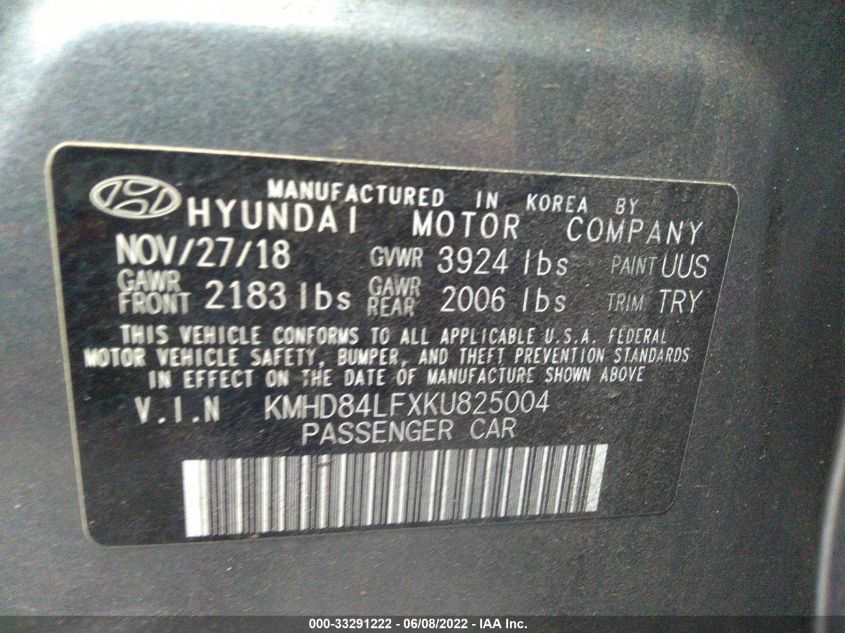 MANUFACTURED IN KOREA BY
HYUNDAI MOTOR COMPANY
NOV/27/18 GVWR 3924 lbs PAINT UUS
GAWR FRONT 2183 lbs GAWR REAR 2006 lbs TRIM TRY
THIS VEHICLE CONFORMS TO ALL APPLICABLE U.S.A. FEDERAL
MOTOR VEHICLE SAFETY, BUMPER, AND THEFT PREVENTION STANDARDS
IN EFFECT ON THE DATE OF MANUFACTURE SHOWN ABOVE
V.I.N KMHD84LFXKU825004
PASSENGER CAR
000-33291222 - 06/08/2022 - IAA Inc.